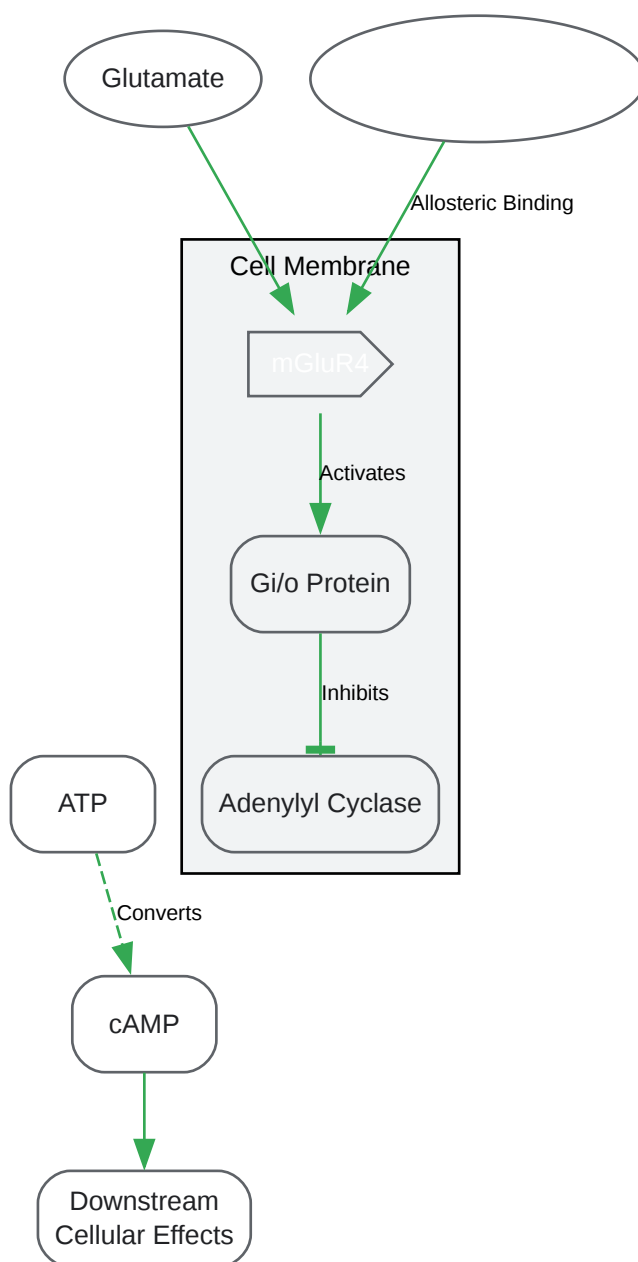 Glutamate
Allosteric Binding
Cell Membrane
mGluR4
Activates
Gi/o Protein
Inhibits
ATP
Adenylyl Cyclase
Converts
cAMP
Downstream
Cellular Effects